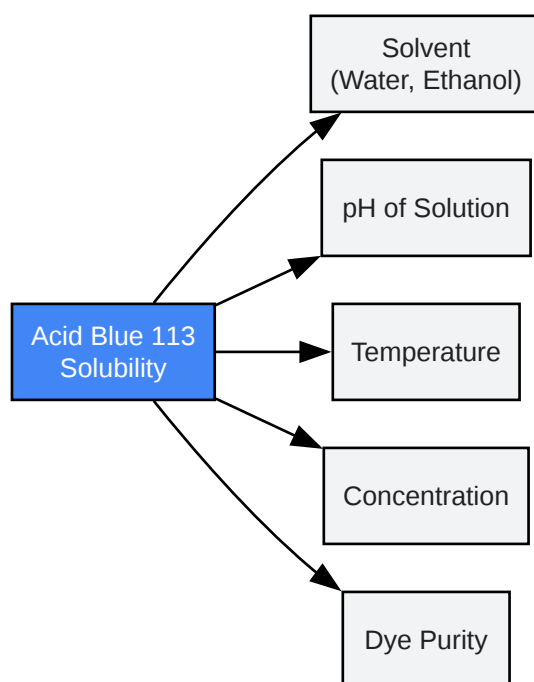 Solvent
(Water, Ethanol)
pH of Solution
Acid Blue 113
Solubility
Temperature
Concentration
Dye Purity